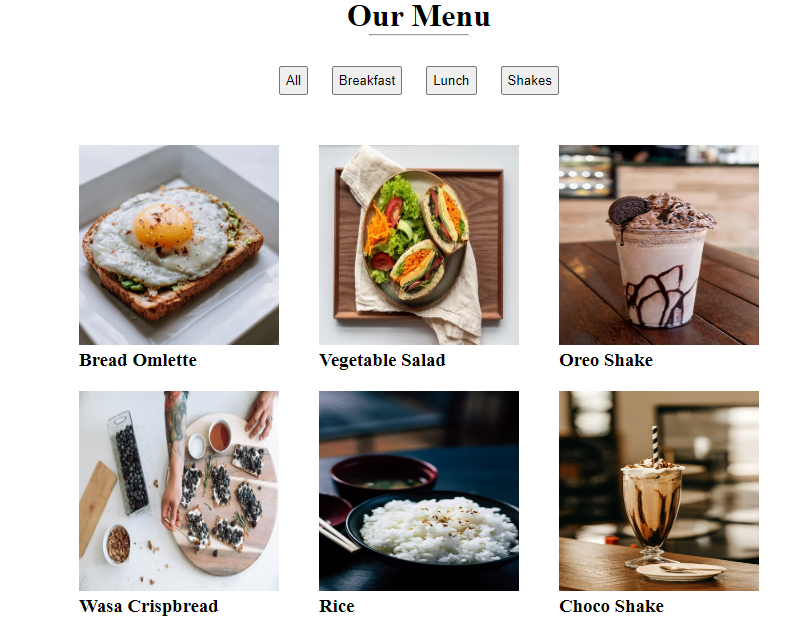 Our Menu
All Breakfast Lunch Shakes
Bread Omlette Vegetable Salad Oreo Shake
Wasa Crispbread Rice Choco Shake